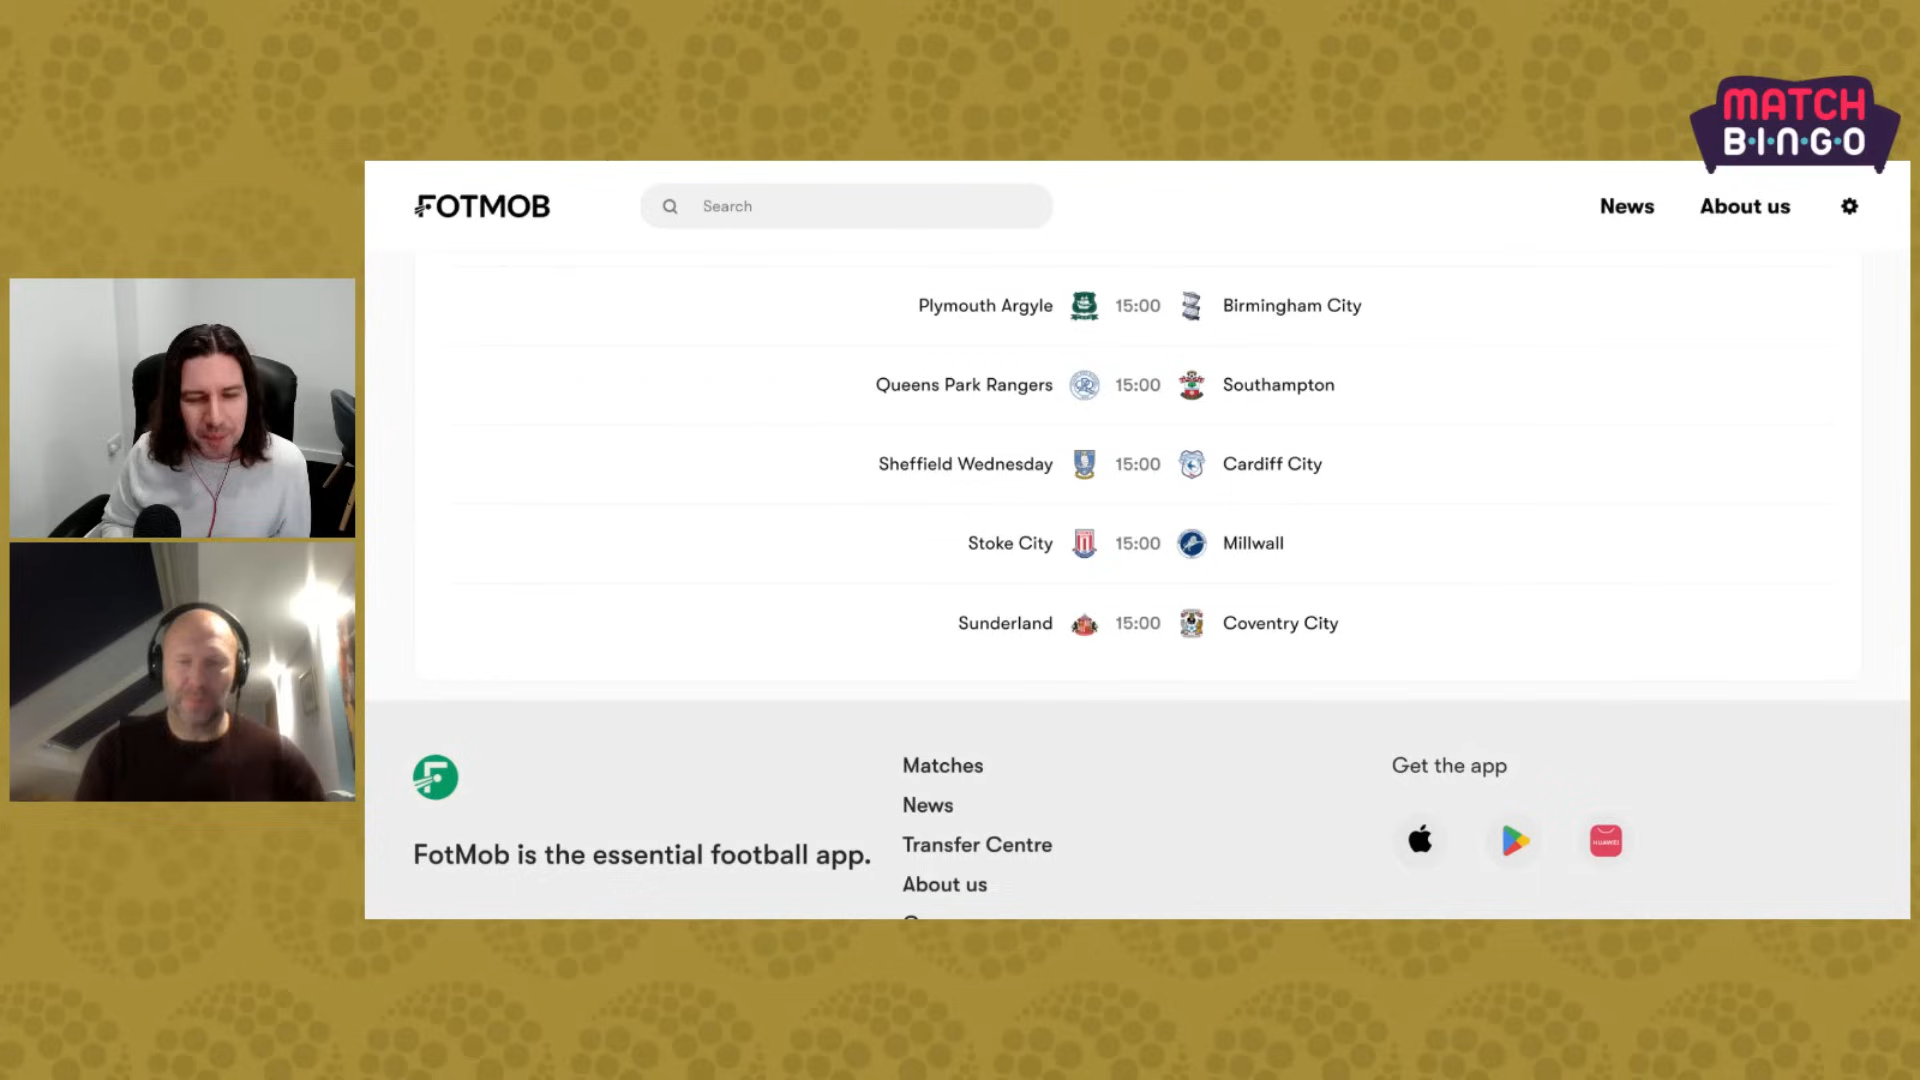 MATCH
B·I·N·G·O
FOTMOB
Search
News
About us
Plymouth Argyle 15:00 Birmingham City
Queens Park Rangers 15:00 Southampton
Sheffield Wednesday 15:00 Cardiff City
Stoke City 15:00 Millwall
Sunderland 15:00 Coventry City
FotMob is the essential football app.
Matches
News
Transfer Centre
About us
Get the app
HUAWEI